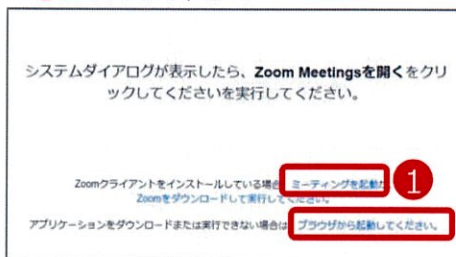 システムダイアログが表示したら、Zoom Meetingsを開くをクリ
ックしてくださいを実行してください。
Zoomクライアントをインストールしている場合 ミーティングを起動
1
Zoomをダウンロードして実行してください。
アプリケーションをダウンロードまたは実行できない場合は ブラウザから起動してください。